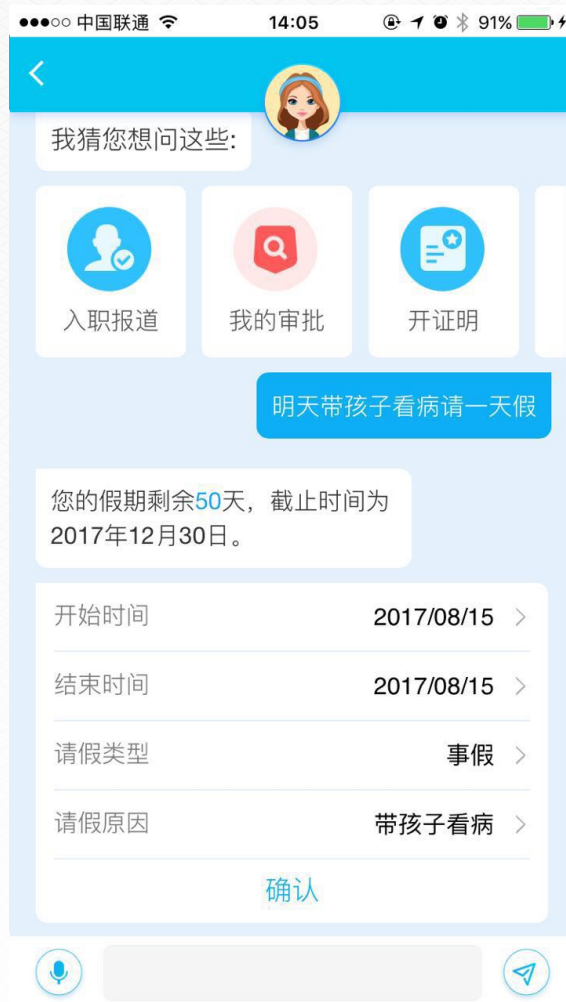 中国联通 14:05 91%
我猜您想问这些:
入职报道 我的审批 开证明
明天带孩子看病请一天假
您的假期剩余50天，截止时间为
2017年12月30日。
开始时间 2017/08/15
结束时间 2017/08/15
请假类型 事假
请假原因 带孩子看病
确认